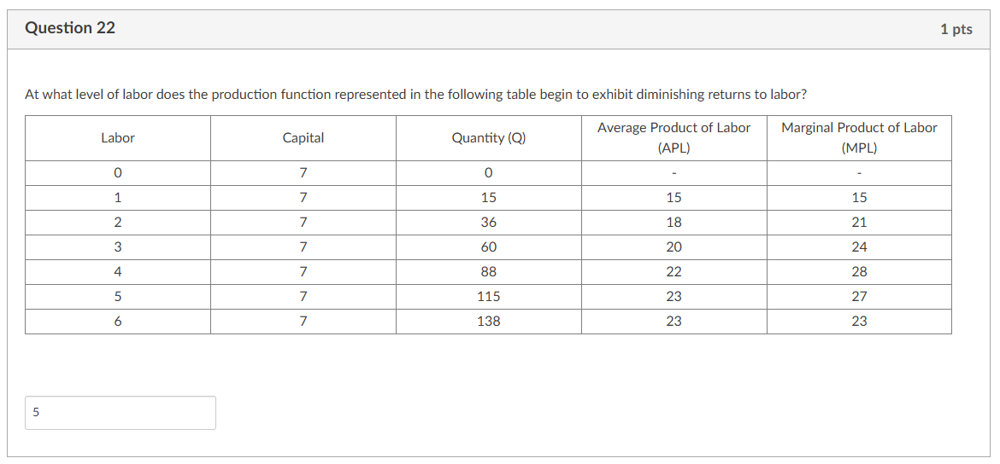 Question 22
1 pts
At what level of labor does the production function represented in the following table begin to exhibit diminishing returns to labor?
Labor Capital Quantity (Q) Average Product of Labor (APL) Marginal Product of Labor (MPL)
0 7 0 - -
1 7 15 15 15
2 7 36 18 21
3 7 60 20 24
4 7 88 22 28
5 7 115 23 27
6 7 138 23 23
5